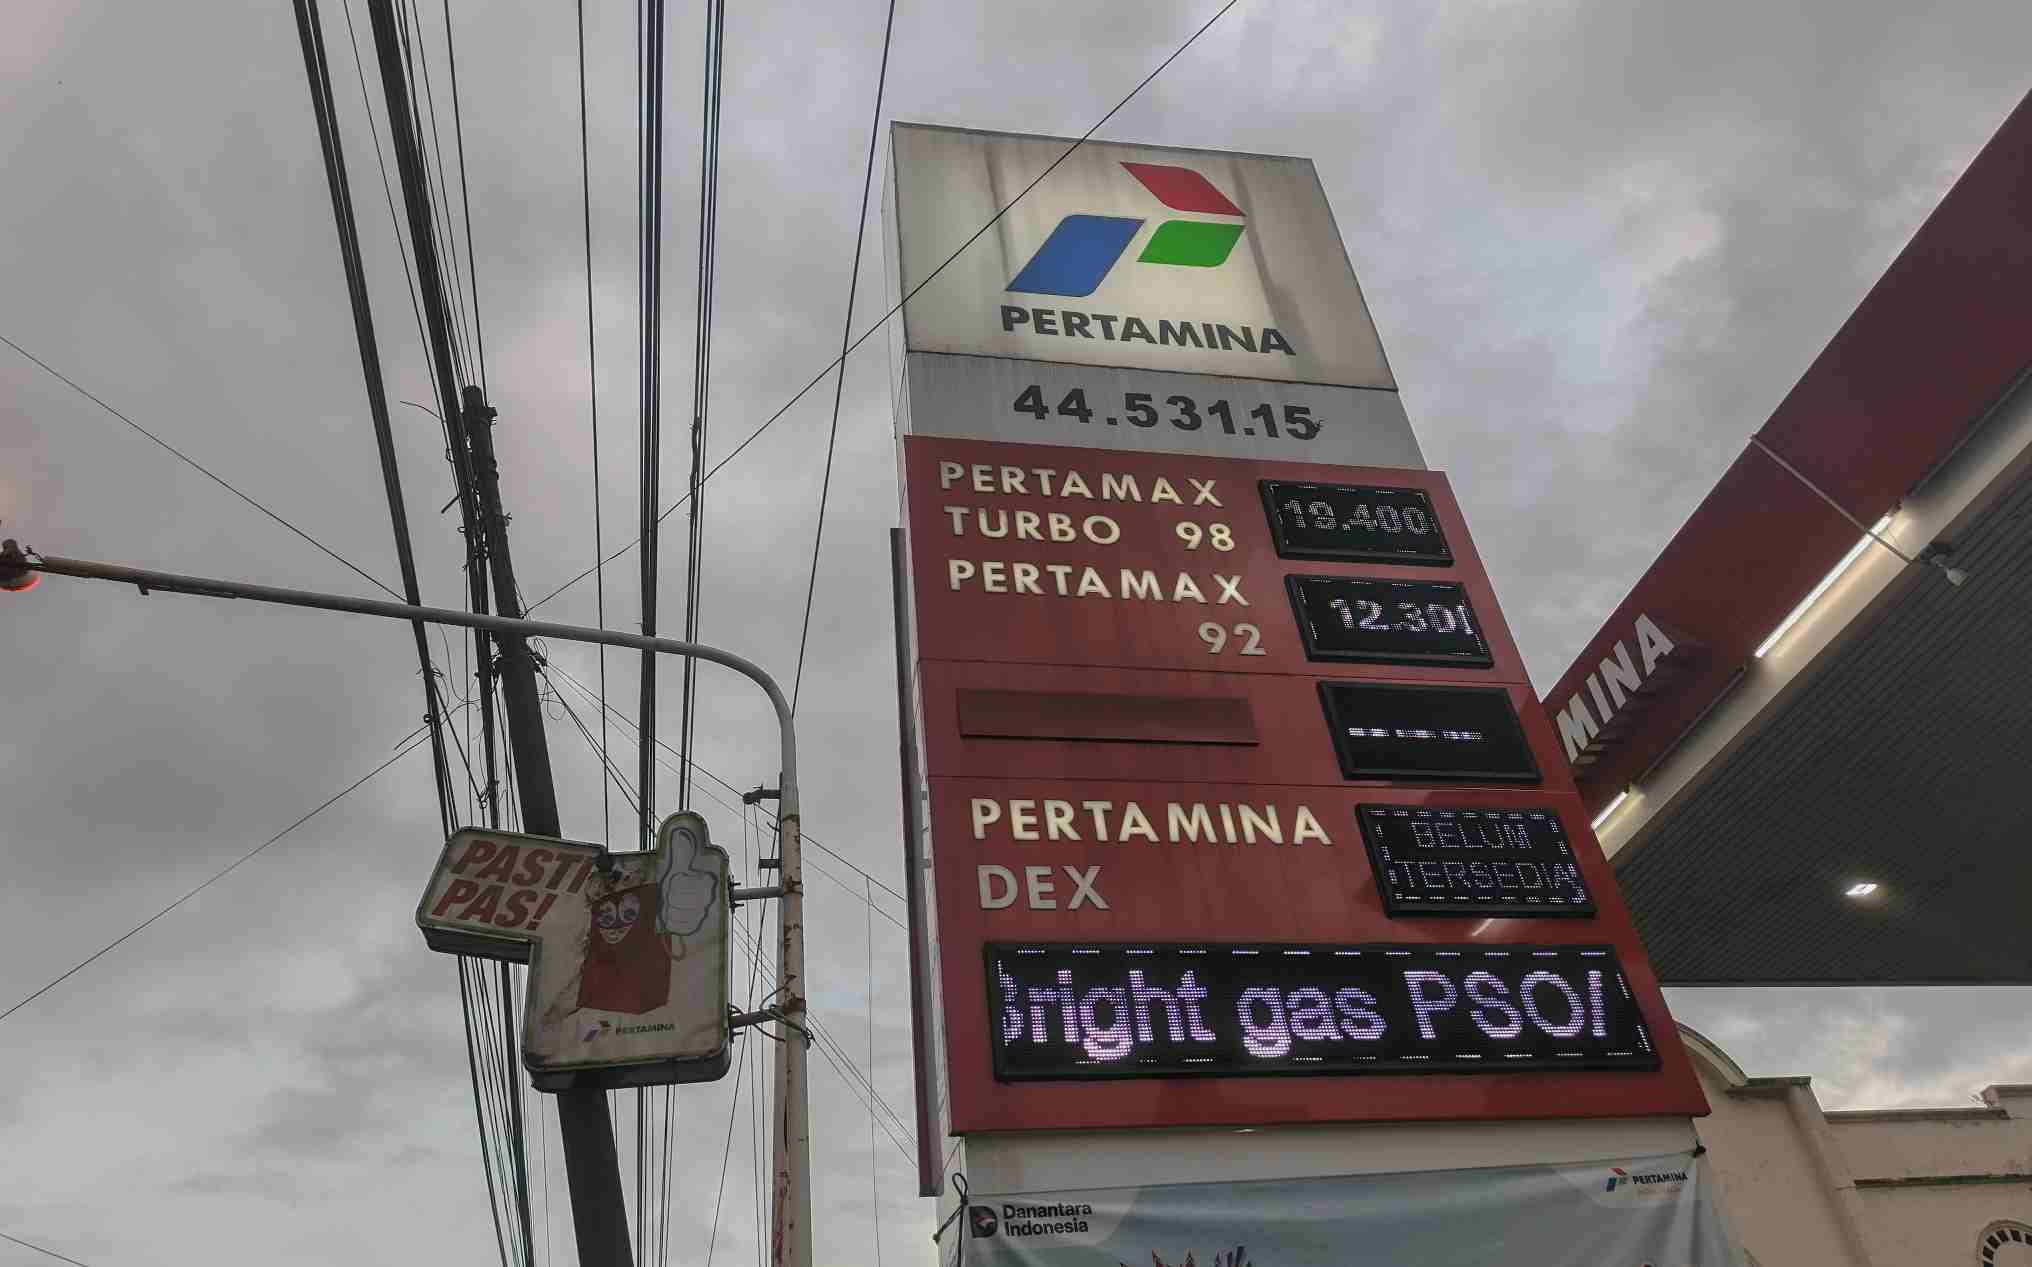 PERTAMINA
44.531.15
PERTAMAX
TURBO 98
19.400
PERTAMAX
92
12.30
PERTAMINA
DEX
BELUM
TERSEDIA
Bright gas PSO/
MINA
PASTI
PAS!
PERTAMINA
Danantara
Indonesia
PERTAMINA